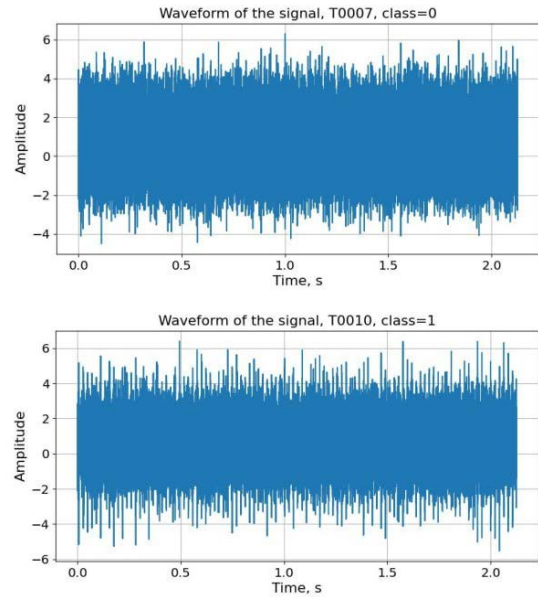 Waveform of the signal, T0007, class=0
6
4
2
0
−2
−4
Amplitude
0.0 0.5 1.0 1.5 2.0
Time, s
Waveform of the signal, T0010, class=1
6
4
2
0
−2
−4
−6
Amplitude
0.0 0.5 1.0 1.5 2.0
Time, s